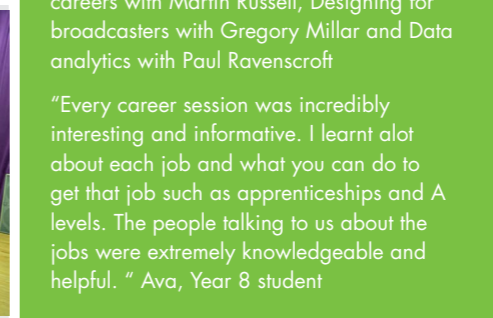 careers with Martin Russell, Designing for
broadcasters with Gregory Millar and Data
analytics with Paul Ravenscroft
“Every career session was incredibly
interesting and informative. I learnt alot
about each job and what you can do to
get that job such as apprenticeships and A
levels. The people talking to us about the
jobs were extremely knowledgeable and
helpful. “ Ava, Year 8 student